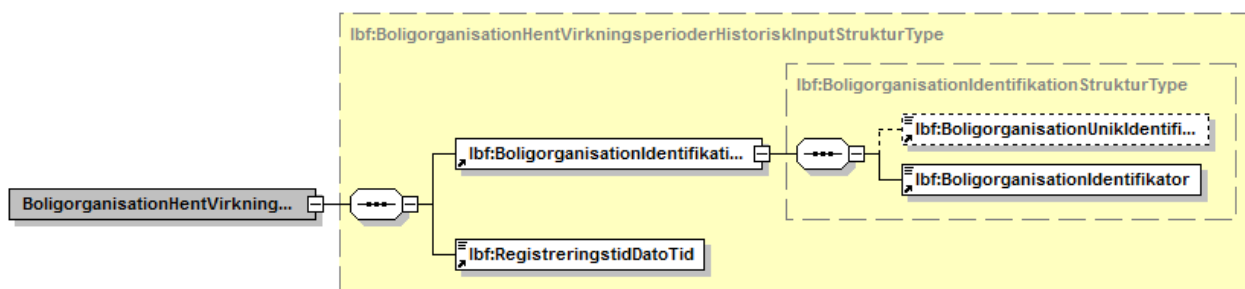 lbf:BoligorganisationHentVirkningsperioderHistoriskInputStrukturType
lbf:BoligorganisationIdentifikationStrukturType
lbf:BoligorganisationUnikIdentifi...
lbf:BoligorganisationIdentifikati...
lbf:BoligorganisationIdentifikator
BoligorganisationHentVirkning...
lbf:RegistreringstidDatoTid